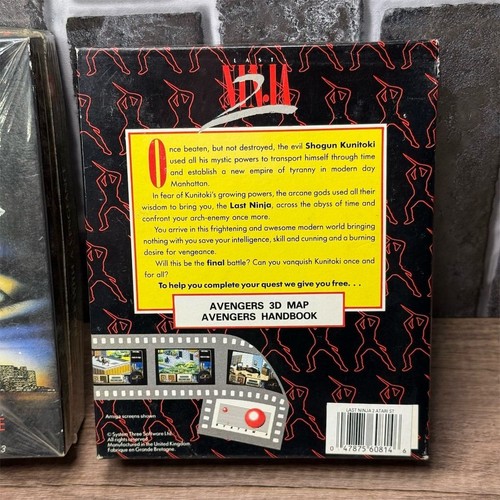 LAST
NINJA
2
Once beaten, but not destroyed, the evil Shogun Kunitoki
used all his mystic powers to transport himself through time
and establish a new empire of tyranny in modern day
Manhattan.
In fear of Kunitoki's growing powers, the arcane gods used all their
wisdom to bring you, the Last Ninja, across the abyss of time and
confront your arch-enemy once more.
You arrive in this frightening and awesome modern world bringing
nothing with you save your intelligence, skill and cunning and a burning
desire for vengeance.
Will this be the final battle? Can you vanquish Kunitoki once and
for all?
To help you complete your quest we give you free. . .
AVENGERS 3D MAP
AVENGERS HANDBOOK
Amiga screens shown
SYSTEM
© System Three Software Ltd.
All rights reserved.
Manufactured in the United Kingdom.
Fabriqué en Grande Bretagne.
0 47875 60814 6